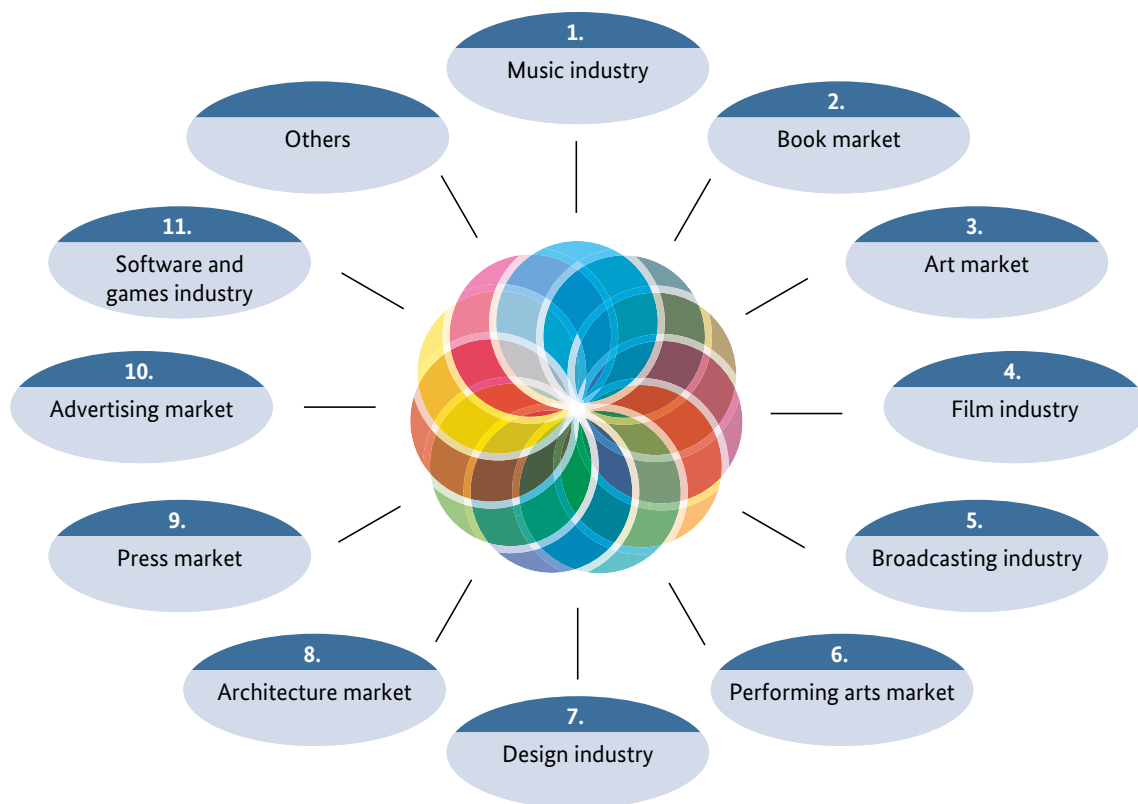 1.
Music industry
2.
Book market
3.
Art market
4.
Film industry
5.
Broadcasting industry
6.
Performing arts market
7.
Design industry
8.
Architecture market
9.
Press market
10.
Advertising market
11.
Software and
games industry
Others